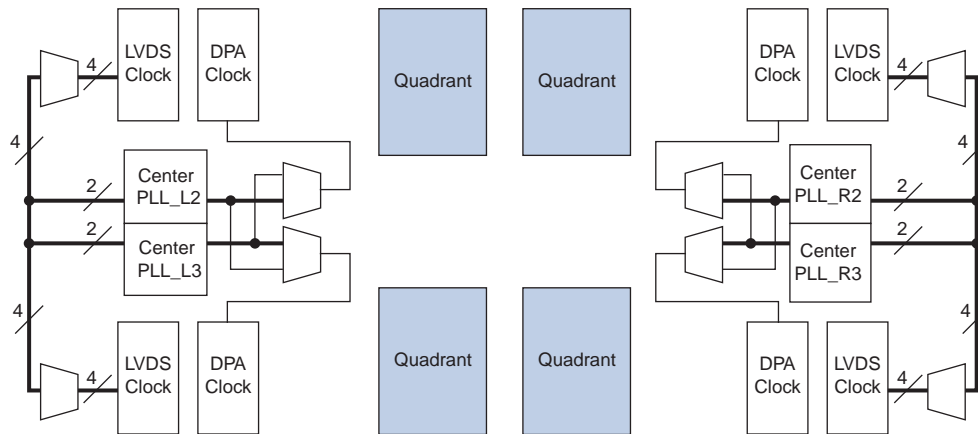 4
LVDS
Clock
DPA
Clock
Quadrant
Quadrant
DPA
Clock
LVDS
Clock
4
4
4
2
Center
PLL_L2
Center
PLL_R2
2
2
Center
PLL_L3
Center
PLL_R3
2
4
4
4
LVDS
Clock
DPA
Clock
Quadrant
Quadrant
DPA
Clock
LVDS
Clock
4